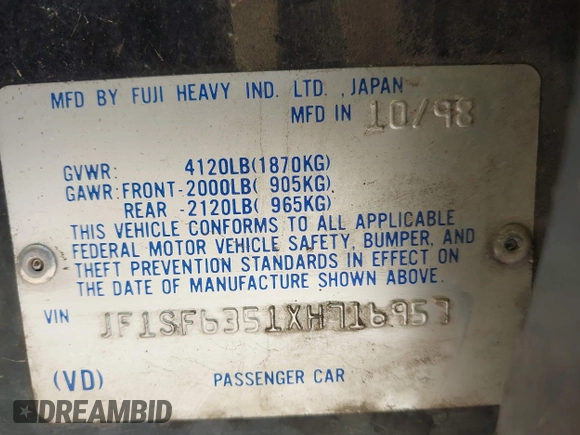 MFD BY FUJI HEAVY IND. LTD. ,JAPAN
MFD IN 10/98
GVWR: 4120LB(1870KG)
GAWR:FRONT-2000LB( 905KG),
REAR -2120LB( 965KG)
THIS VEHICLE CONFORMS TO ALL APPLICABLE
FEDERAL MOTOR VEHICLE SAFETY, BUMPER, AND
THEFT PREVENTION STANDARDS IN EFFECT ON
THE DATE OF MANUFACTURE SHOWN ABOVE.
VIN JF1SF6351XH716957
(VD) PASSENGER CAR
DREAMBID